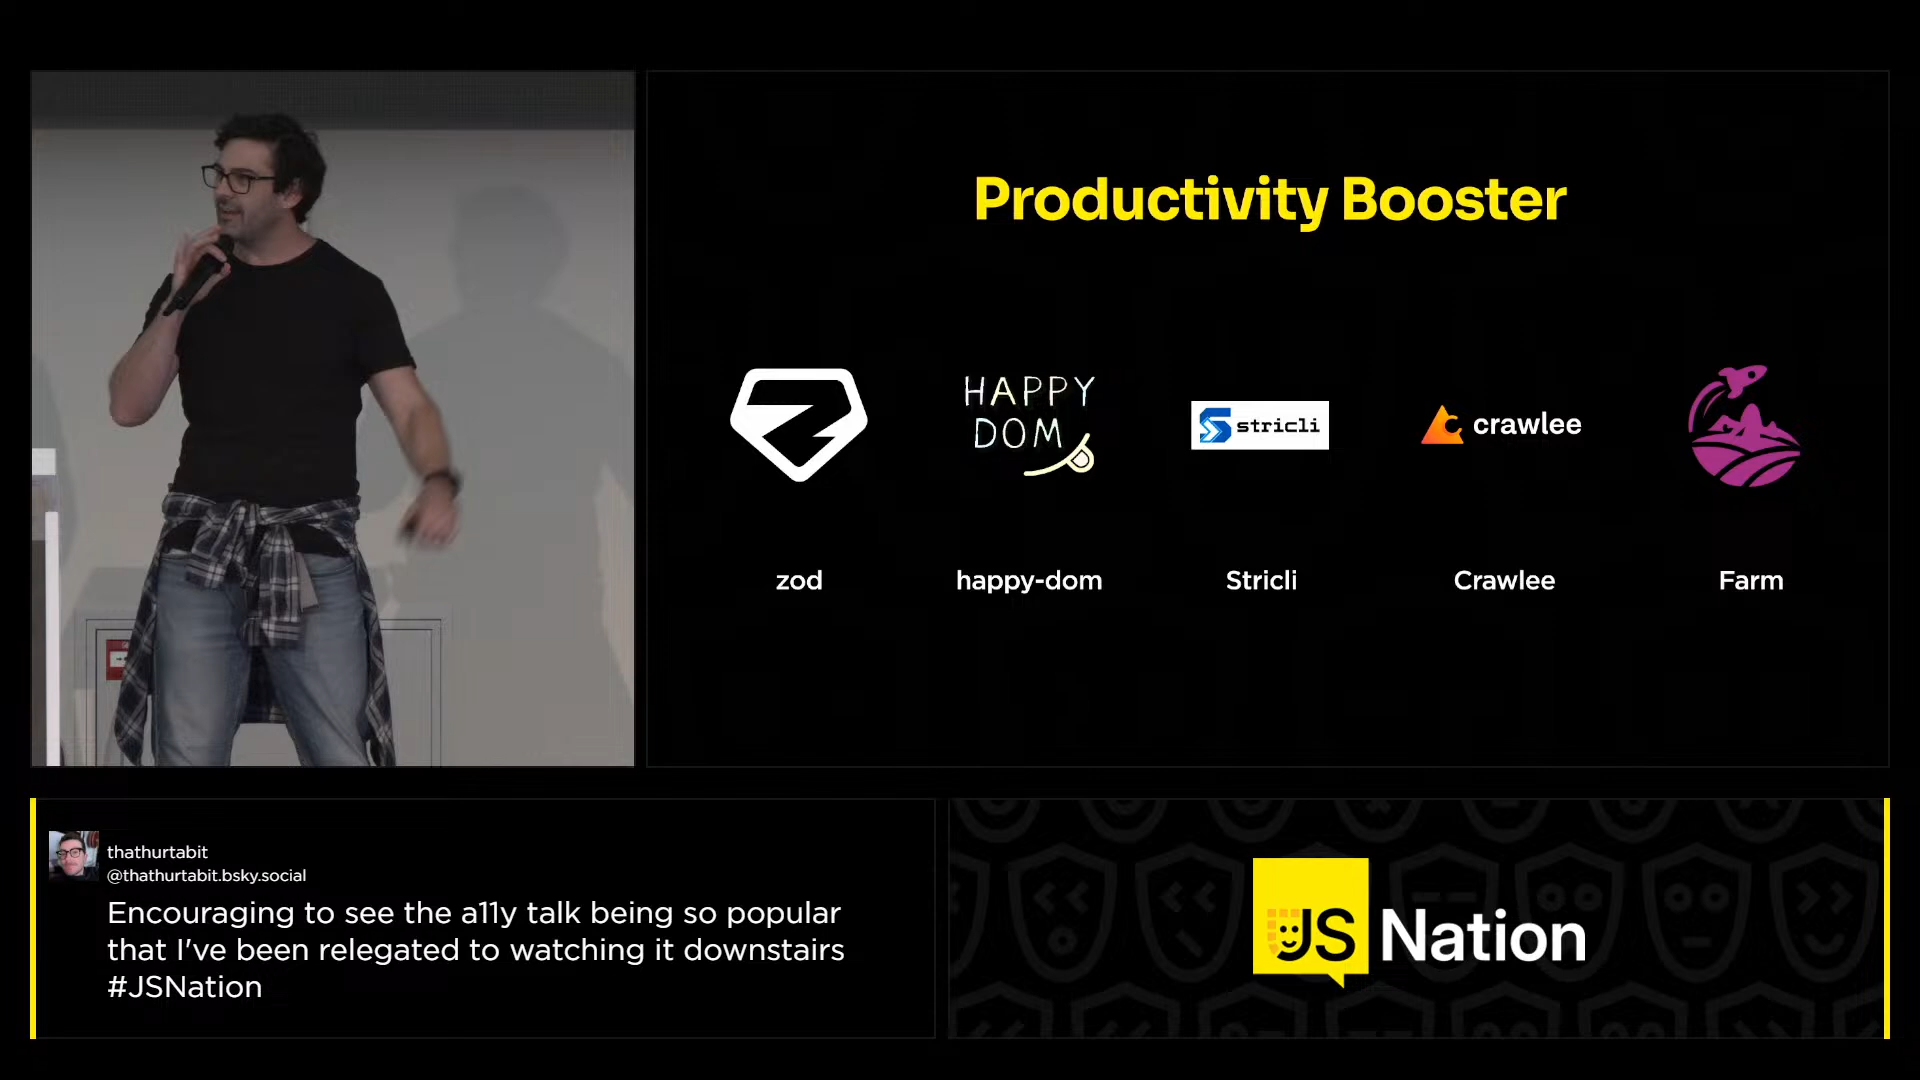 Productivity Booster
HAPPY
DOM
stricli
crawlee
zod
happy-dom
Stricli
Crawlee
Farm
thathurtabit
@thathurtabit.bsky.social
Encouraging to see the a11y talk being so popular
that I've been relegated to watching it downstairs
#JSNation
JS Nation